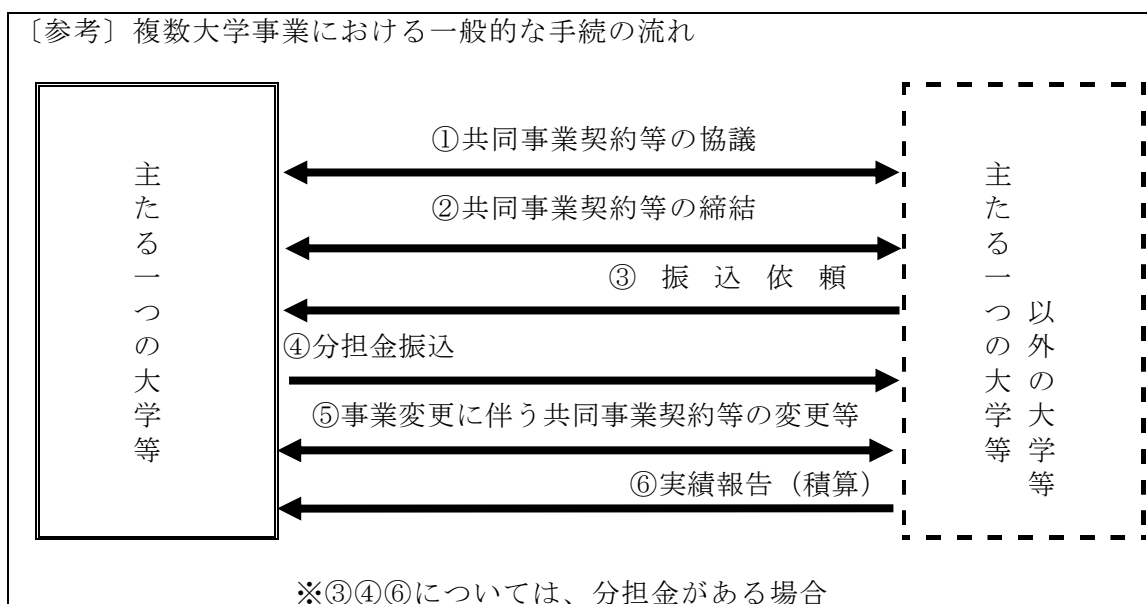 〔参考〕複数大学事業における一般的な手続の流れ
主たる一つの大学等
①共同事業契約等の協議
②共同事業契約等の締結
③ 振 込 依 頼
④分担金振込
⑤事業変更に伴う共同事業契約等の変更等
⑥実績報告（積算）
主たる一つの大学等
以外の大学等
※③④⑥については、分担金がある場合